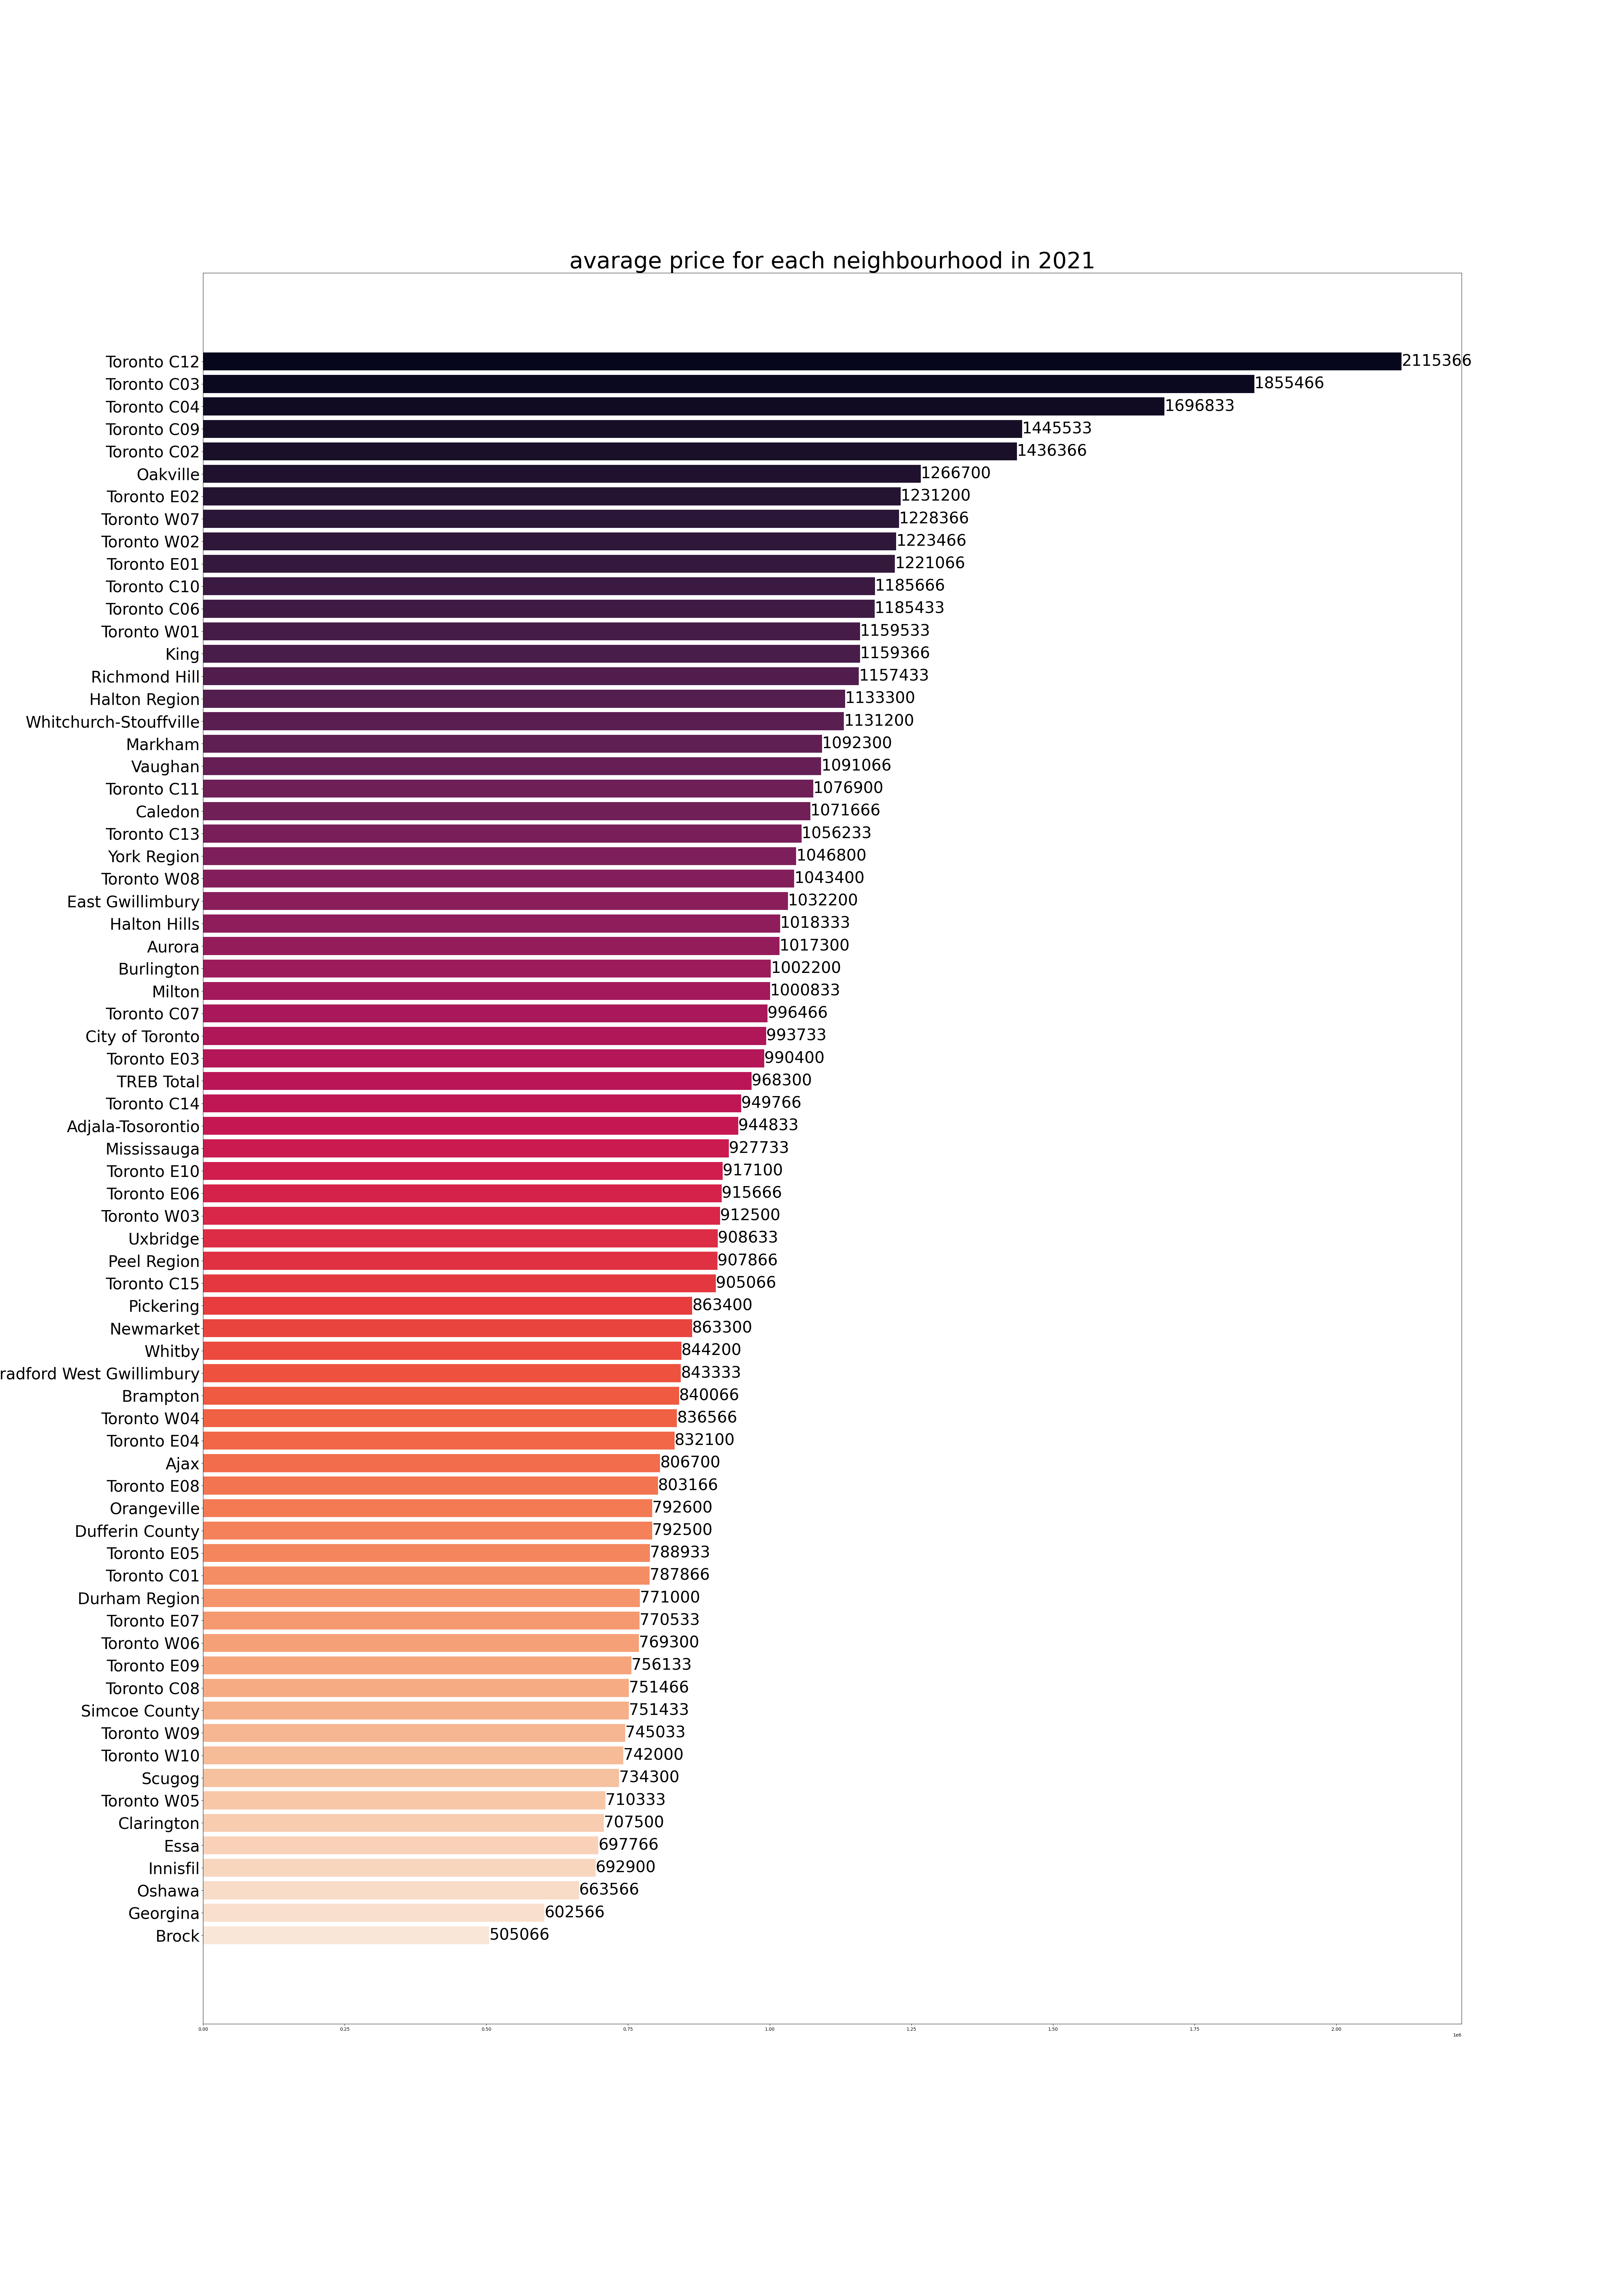 avarage price for each neighbourhood in 2021
Toronto C12 2115366
Toronto C03 1855466
Toronto C04 1696833
Toronto C09 1445533
Toronto C02 1436366
Oakville 1266700
Toronto E02 1231200
Toronto W07 1228366
Toronto W02 1223466
Toronto E01 1221066
Toronto C10 1185666
Toronto C06 1185433
Toronto W01 1159533
King 1159366
Richmond Hill 1157433
Halton Region 1133300
Whitchurch-Stouffville 1131200
Markham 1092300
Vaughan 1091066
Toronto C11 1076900
Caledon 1071666
Toronto C13 1056233
York Region 1046800
Toronto W08 1043400
East Gwillimbury 1032200
Halton Hills 1018333
Aurora 1017300
Burlington 1002200
Milton 1000833
Toronto C07 996466
City of Toronto 993733
Toronto E03 990400
TREB Total 968300
Toronto C14 949766
Adjala-Tosorontio 944833
Mississauga 927733
Toronto E10 917100
Toronto E06 915666
Toronto W03 912500
Uxbridge 908633
Peel Region 907866
Toronto C15 905066
Pickering 863400
Newmarket 863300
Whitby 844200
radford West Gwillimbury 843333
Brampton 840066
Toronto W04 836566
Toronto E04 832100
Ajax 806700
Toronto E08 803166
Orangeville 792600
Dufferin County 792500
Toronto E05 788933
Toronto C01 787866
Durham Region 771000
Toronto E07 770533
Toronto W06 769300
Toronto E09 756133
Toronto C08 751466
Simcoe County 751433
Toronto W09 745033
Toronto W10 742000
Scugog 734300
Toronto W05 710333
Clarington 707500
Essa 697766
Innisfil 692900
Oshawa 663566
Georgina 602566
Brock 505066
0.00 0.25 0.50 0.75 1.00 1.25 1.50 1.75 2.00
1e6